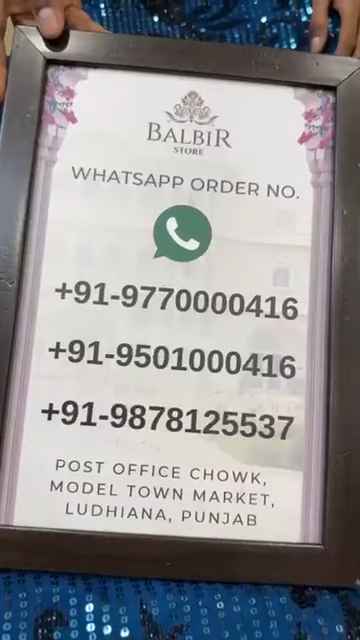 BALBIR
STORE
WHATSAPP ORDER NO.
+91-9770000416
+91-9501000416
+91-9878125537
POST OFFICE CHOWK,
MODEL TOWN MARKET,
LUDHIANA, PUNJAB